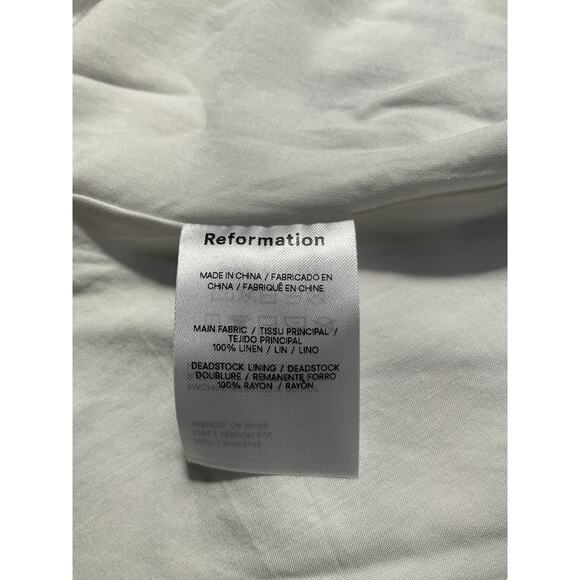 Reformation
MADE IN CHINA / FABRICADO EN
CHINA / FABRIQUÉ EN CHINE
MAIN FABRIC / TISSU PRINCIPAL /
TEJIDO PRINCIPAL
100% LINEN / LIN / LINO
DEADSTOCK LINING / DEADSTOCK
DOUBLURE / REMANENTE FORRO
100% RAYON / RAYÓN